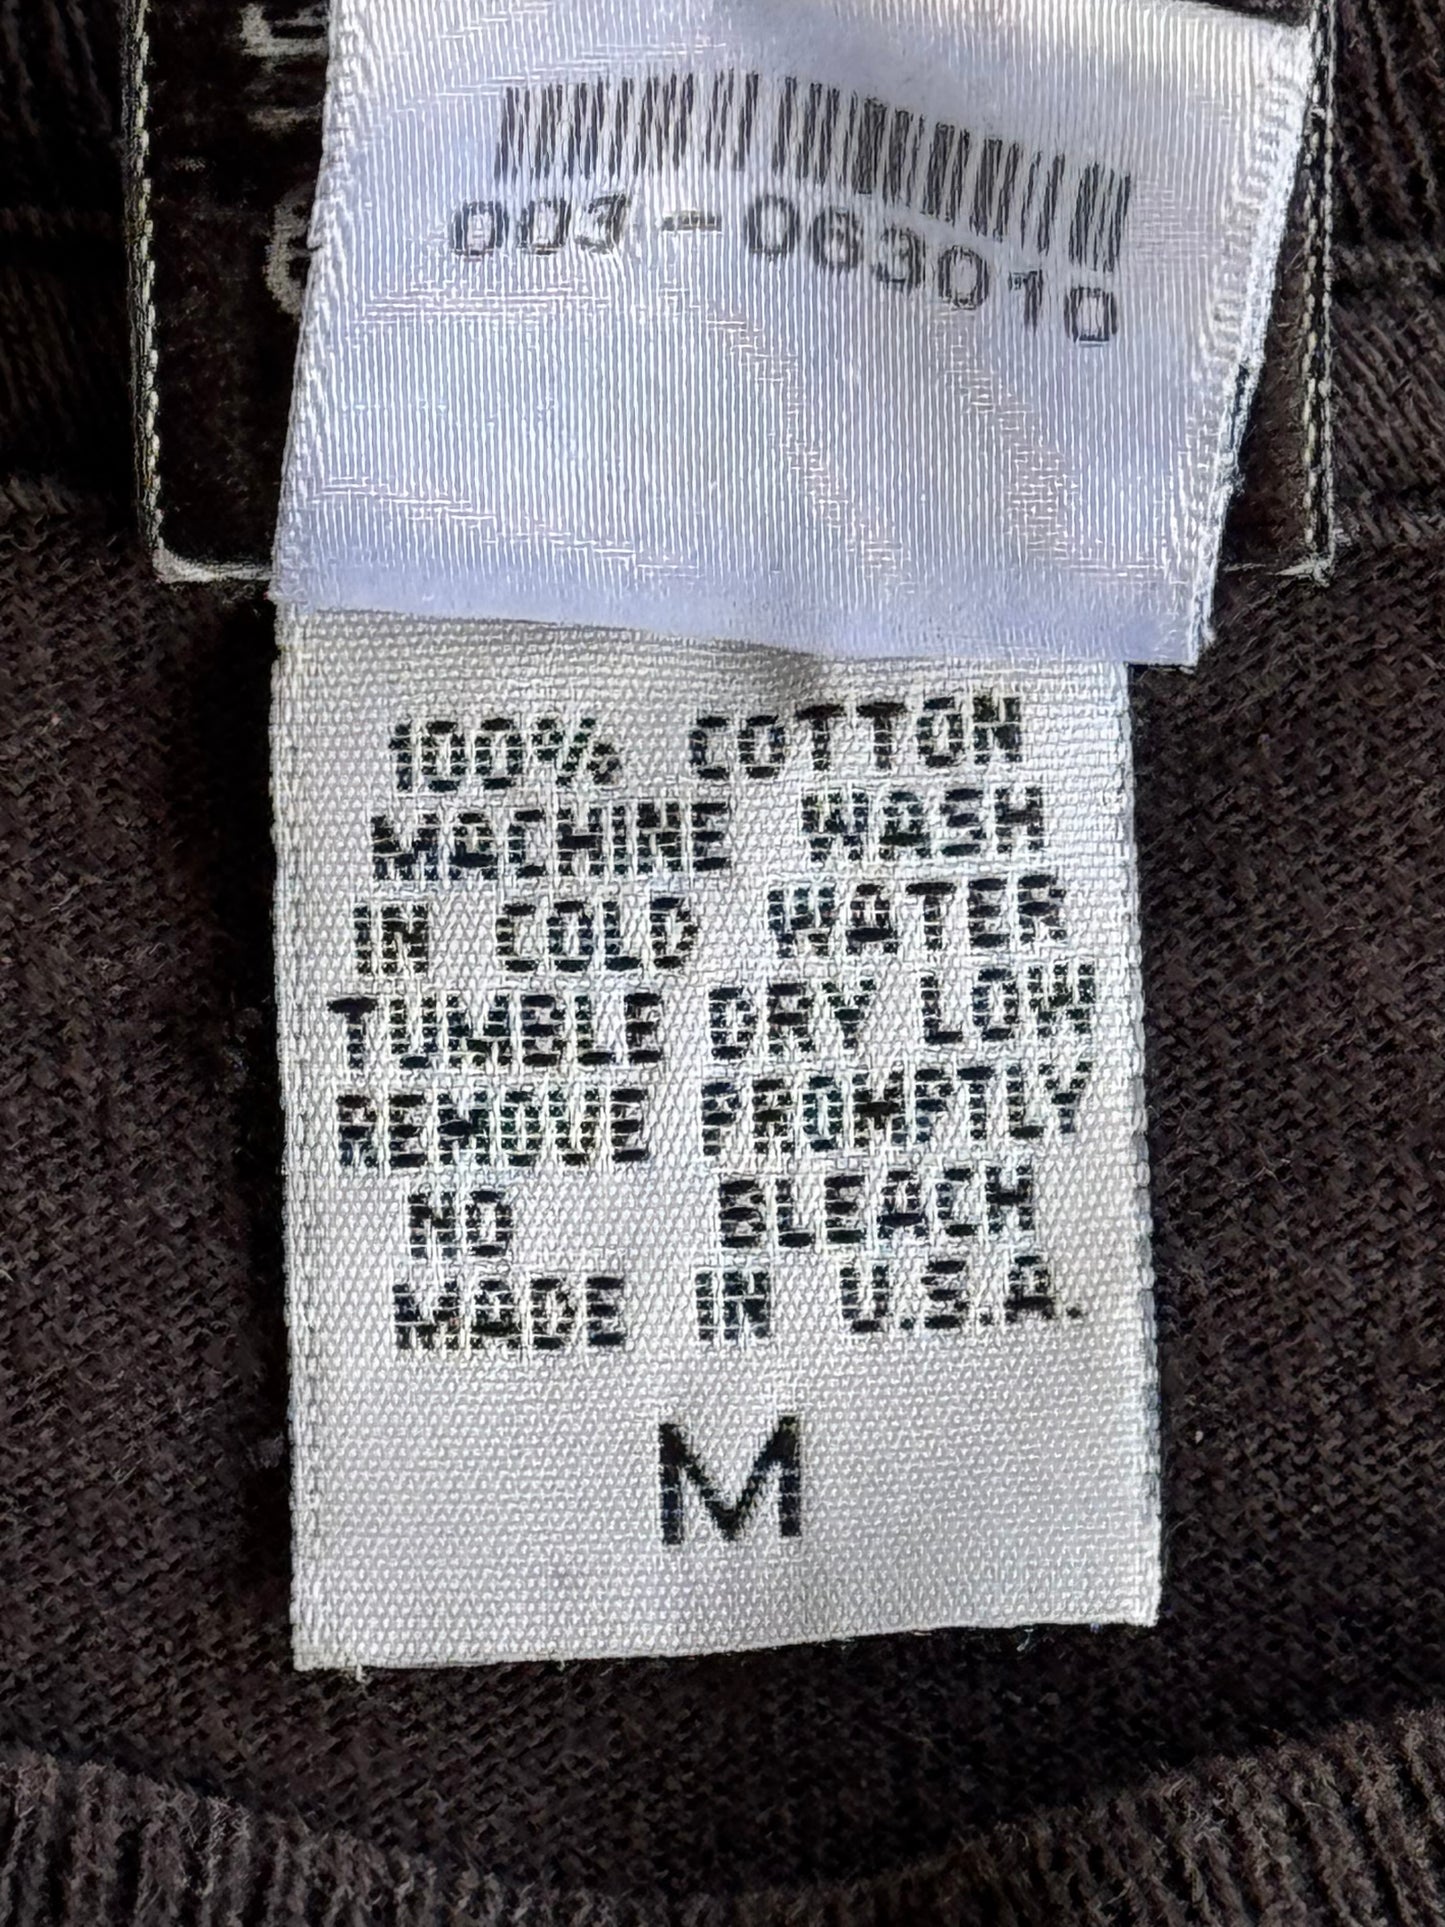 003-063010
100% COTTON
MACHINE WASH
IN COLD WATER
TUMBLE DRY LOW
REMOVE PROMPTLY
NO BLEACH
MADE IN U.S.A.
M